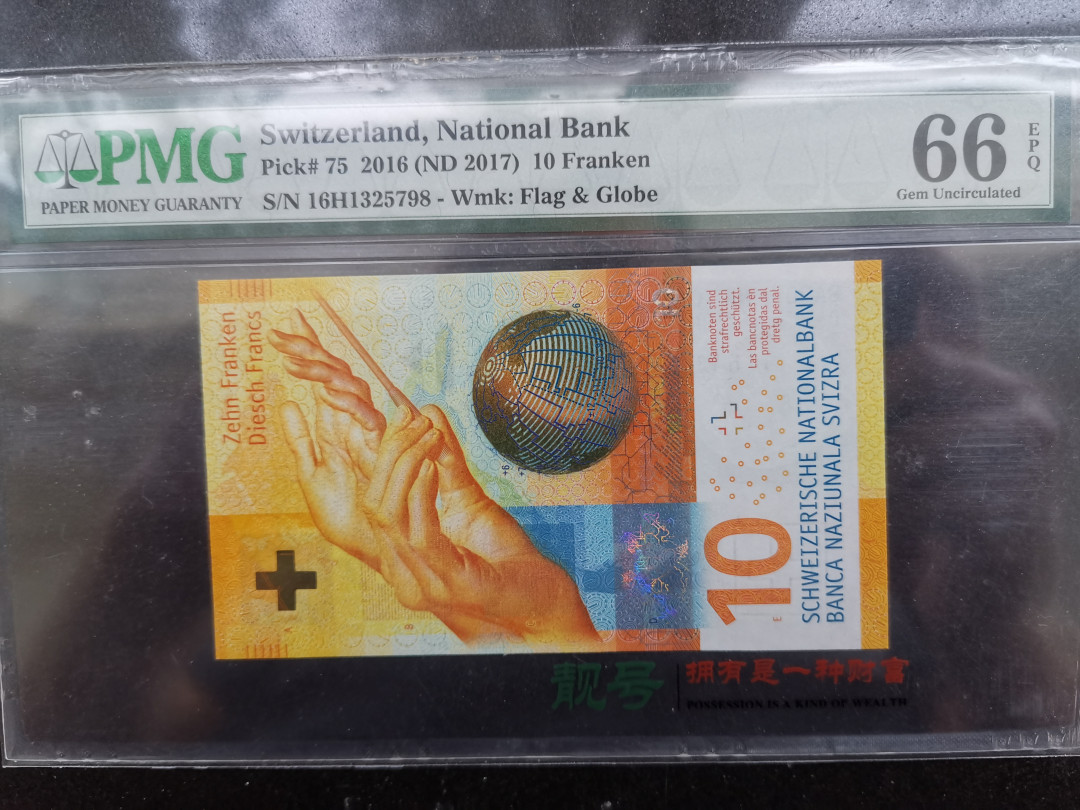 PMG
PAPER MONEY GUARANTY
Switzerland, National Bank
Pick# 75 2016 (ND 2017) 10 Franken
S/N 16H1325798 - Wmk: Flag & Globe
66
EPQ
Gem Uncirculated
Zehn Franken
Diesch Francs
10
Banknoten sind
strafrechtlich
geschützt.
Las bancnotas èn
protegidas dal
dretg penal.
10
SCHWEIZERISCHE NATIONALBANK
BANCA NAZIUNALA SVIZRA
靓号
拥有是一种财富
POSSESSION IS A KIND OF WEALTH